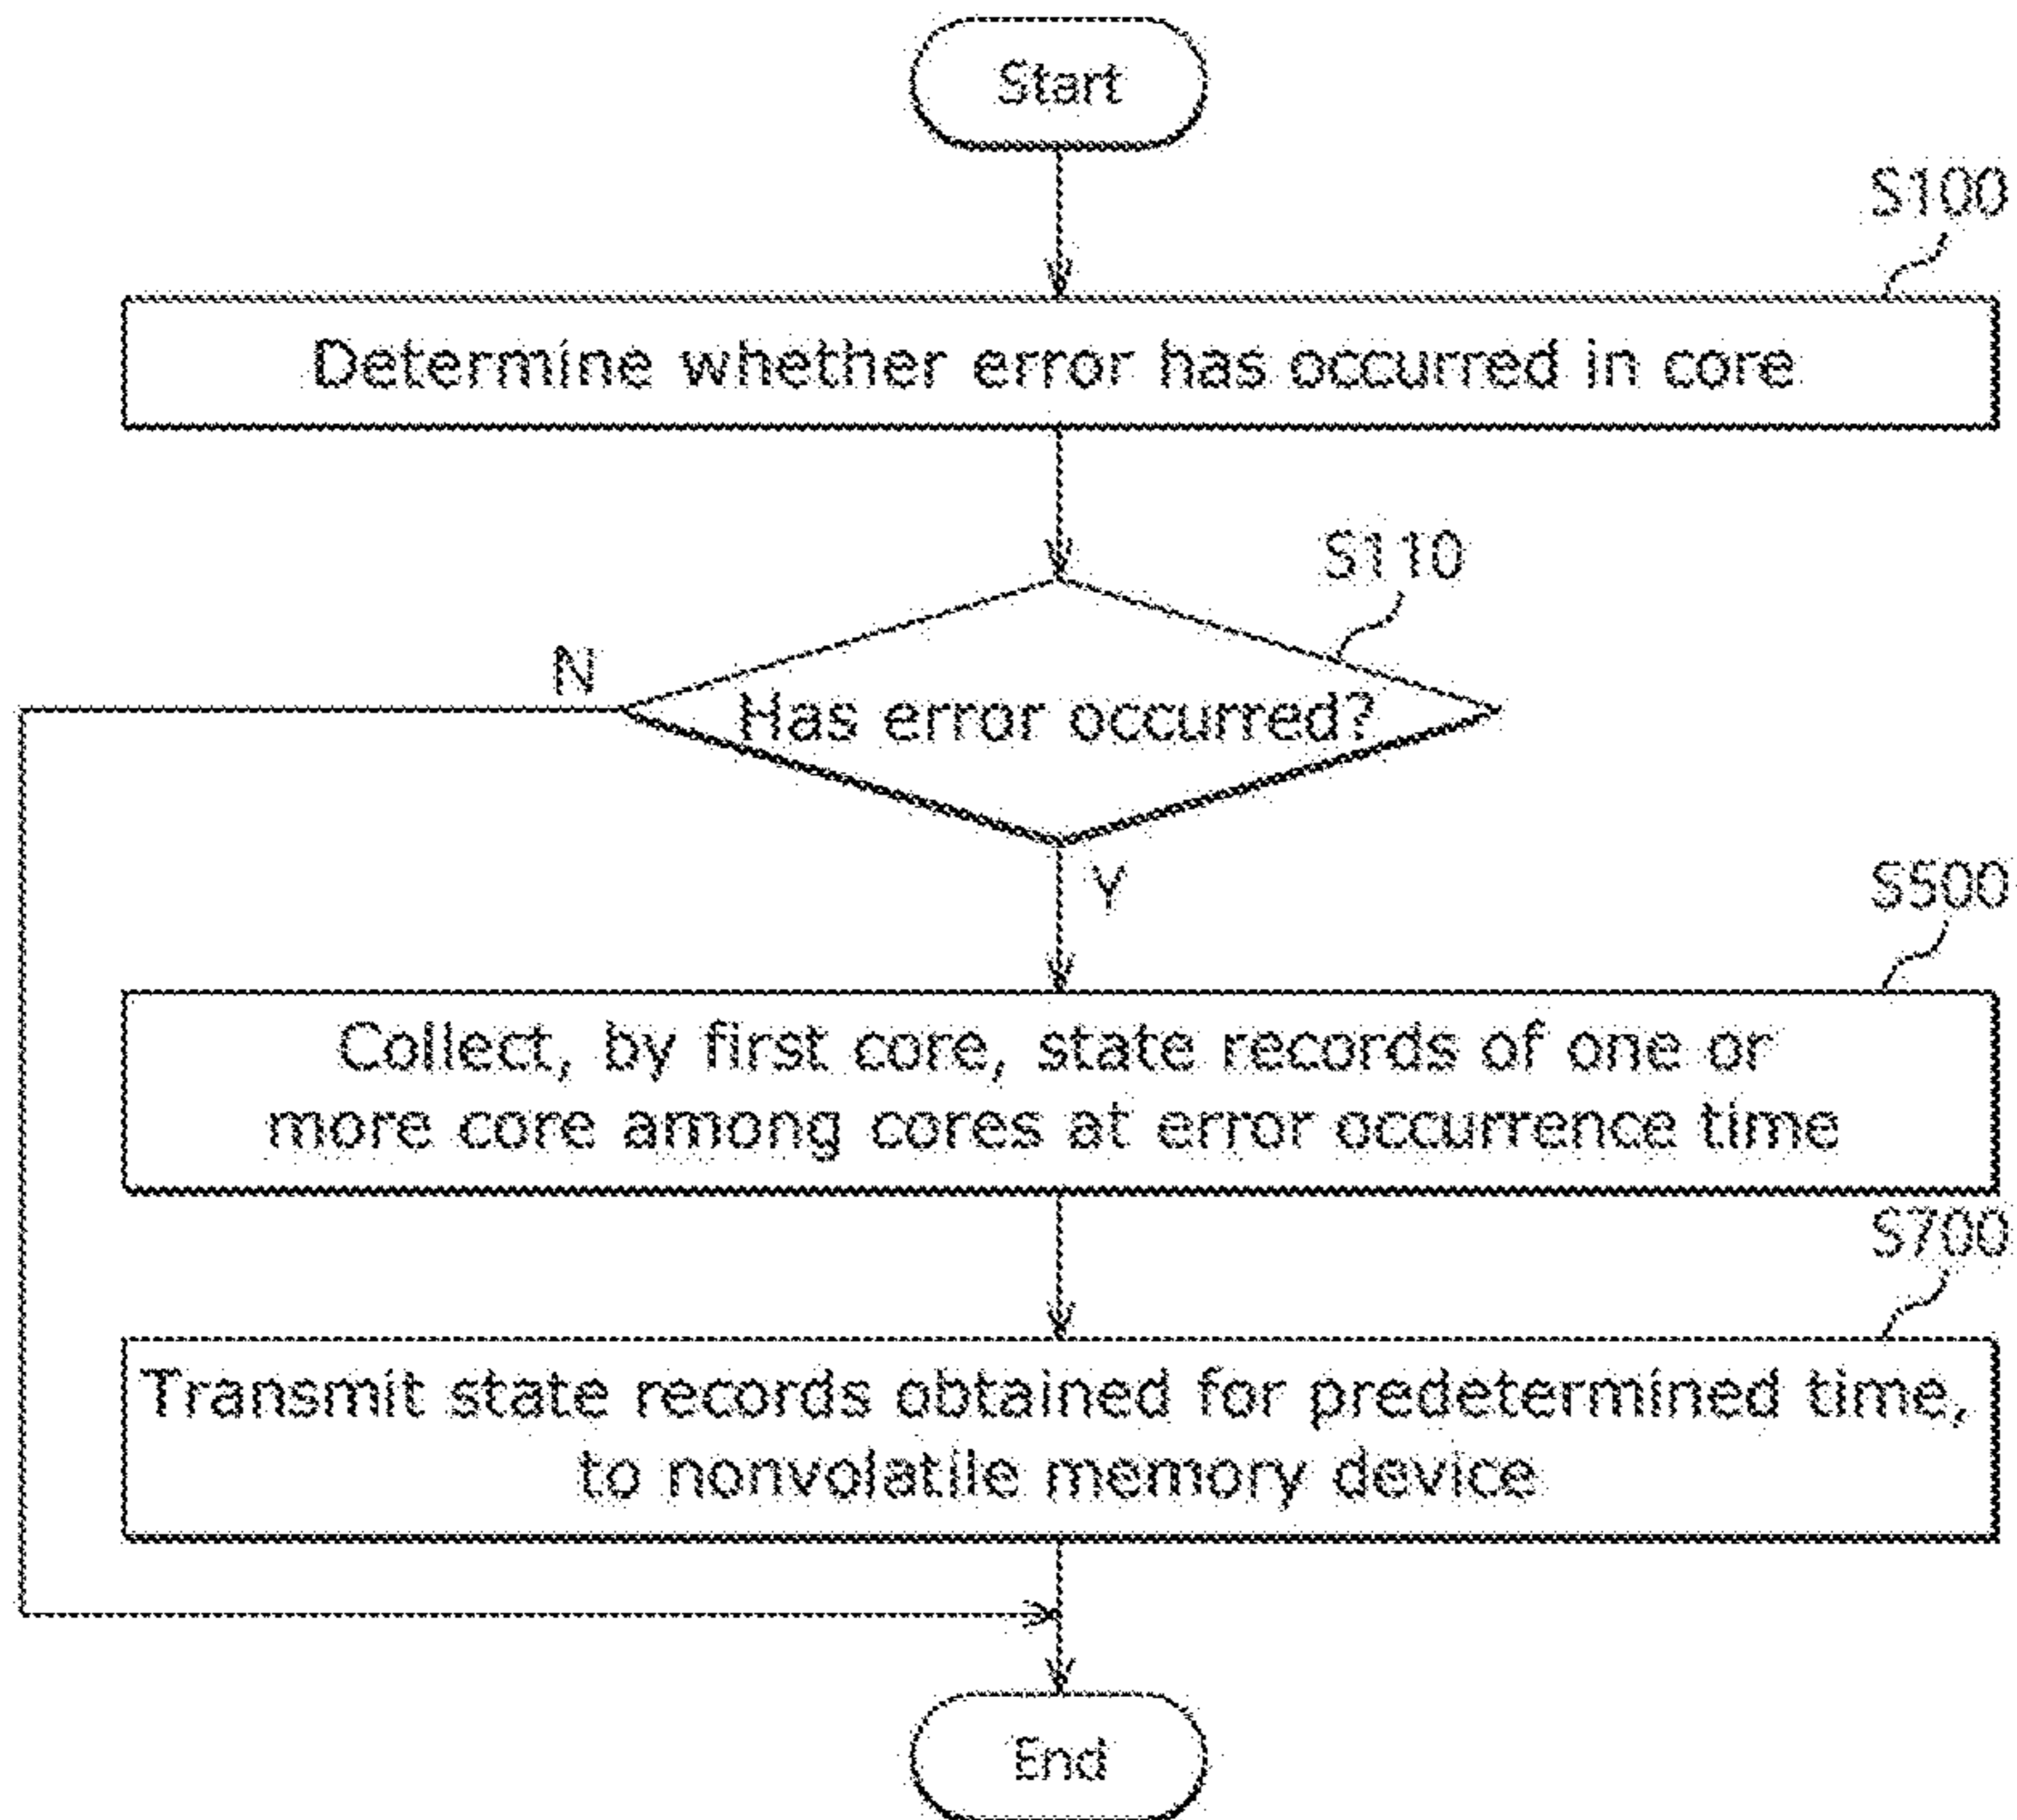 Start
S100
Determine whether error has occurred in core
S110
N
Has error occurred?
Y
S500
Collect, by first core, state records of one or
more core among cores at error occurrence time
S700
Transmit state records obtained for predetermined time,
to nonvolatile memory device
End